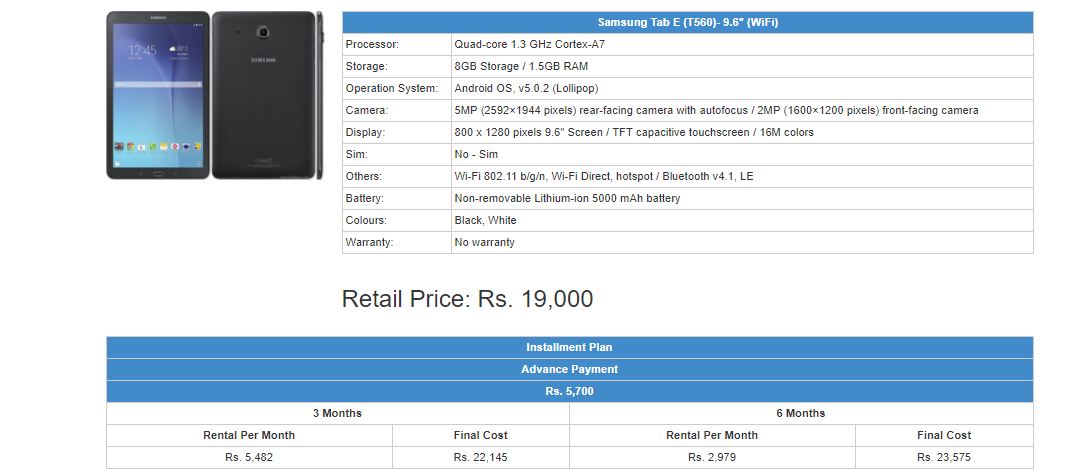 SAMSUNG
12:45
SAMSUNG
Samsung Tab E (T560)- 9.6″ (WiFi)
Processor: Quad-core 1.3 GHz Cortex-A7
Storage: 8GB Storage / 1.5GB RAM
Operation System: Android OS, v5.0.2 (Lollipop)
Camera: 5MP (2592×1944 pixels) rear-facing camera with autofocus / 2MP (1600×1200 pixels) front-facing camera
Display: 800 x 1280 pixels 9.6" Screen / TFT capacitive touchscreen / 16M colors
Sim: No - Sim
Others: Wi-Fi 802.11 b/g/n, Wi-Fi Direct, hotspot / Bluetooth v4.1, LE
Battery: Non-removable Lithium-ion 5000 mAh battery
Colours: Black, White
Warranty: No warranty
Retail Price: Rs. 19,000
Installment Plan
Advance Payment
Rs. 5,700
3 Months 6 Months
Rental Per Month Final Cost Rental Per Month Final Cost
Rs. 5,482 Rs. 22,145 Rs. 2,979 Rs. 23,575